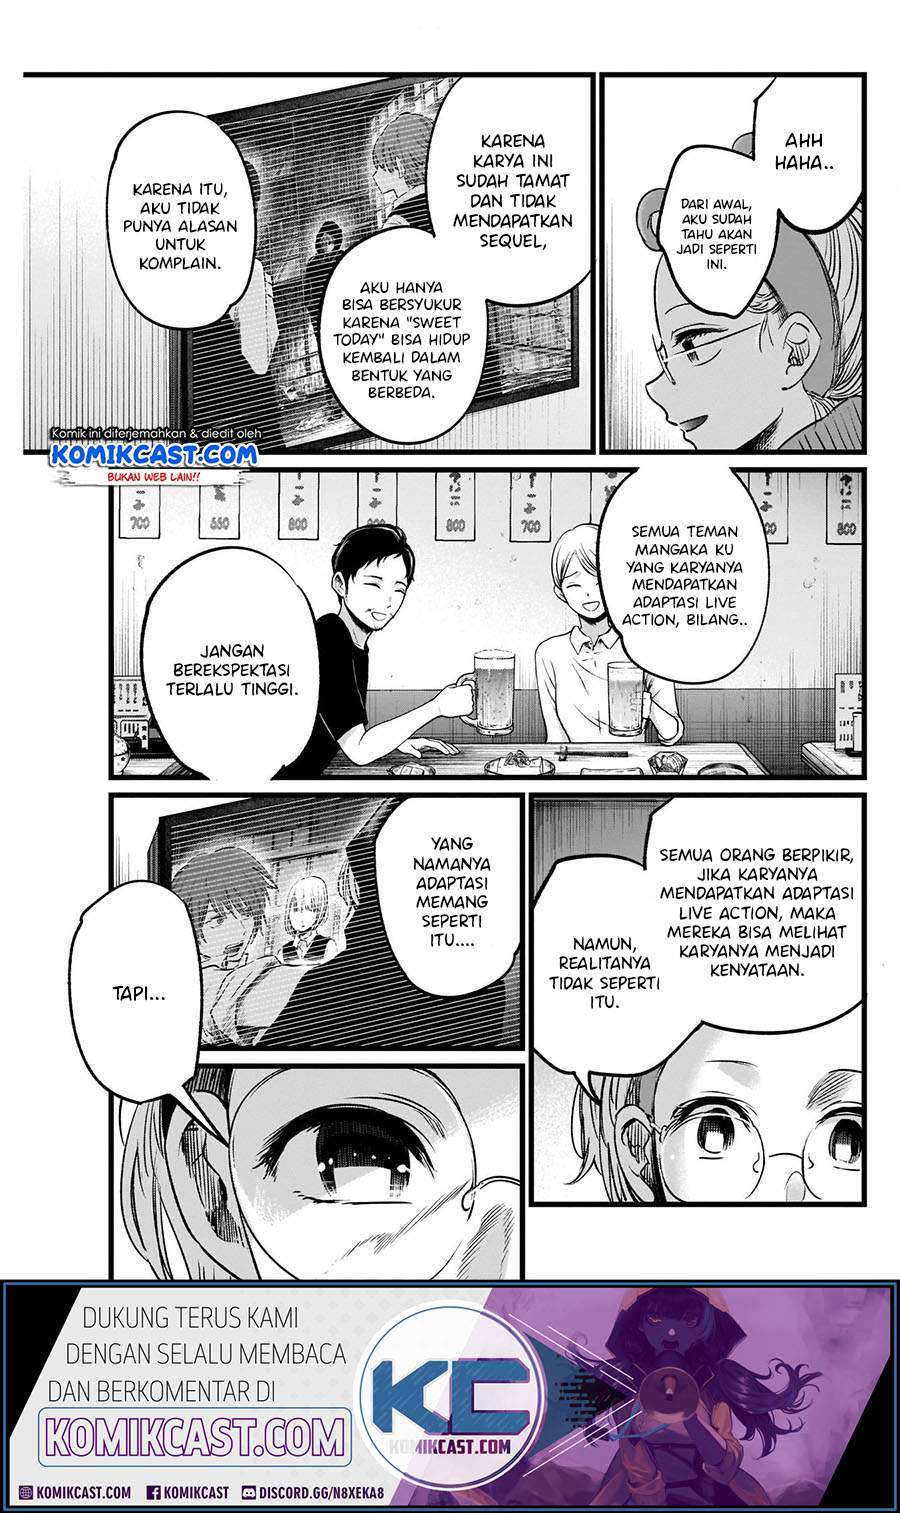 AHH
HAHA..
DARI AWAL,
AKU SUDAH
TAHU AKAN
JADI SEPERTI
INI.
KARENA
KARYA INI
SUDAH TAMAT
DAN TIDAK
MENDAPATKAN
SEQUEL,
AKU HANYA
BISA BERSYUKUR
KARENA "SWEET
TODAY" BISA HIDUP
KEMBALI DALAM
BENTUK YANG
BERBEDA.
KARENA ITU,
AKU TIDAK
PUNYA ALASAN
UNTUK
KOMPLAIN.
Komik ini diterjemahkan & diedit oleh
KOMIKCAST.COM
BUKAN WEB LAIN!!
700
550
800
800
700
SEMUA TEMAN
MANGAKA KU
YANG KARYANYA
MENDAPATKAN
ADAPTASI LIVE
ACTION, BILANG..
JANGAN
BEREKSPEKTASI
TERLALU TINGGI.
SEMUA ORANG BERPIKIR,
JIKA KARYANYA
MENDAPATKAN ADAPTASI
LIVE ACTION, MAKA
MEREKA BISA MELIHAT
KARYANYA MENJADI
KENYATAAN.
NAMUN,
REALITANYA
TIDAK SEPERTI
ITU.
YANG
NAMANYA
ADAPTASI
MEMANG
SEPERTI
ITU....
TAPI...
DUKUNG TERUS KAMI
DENGAN SELALU MEMBACA
DAN BERKOMENTAR DI
KOMIKCAST.COM
KC
KOMIKCAST.COM
KOMIKCAST.COM
KOMIKCAST
DISCORD.GG/N8XEKA8